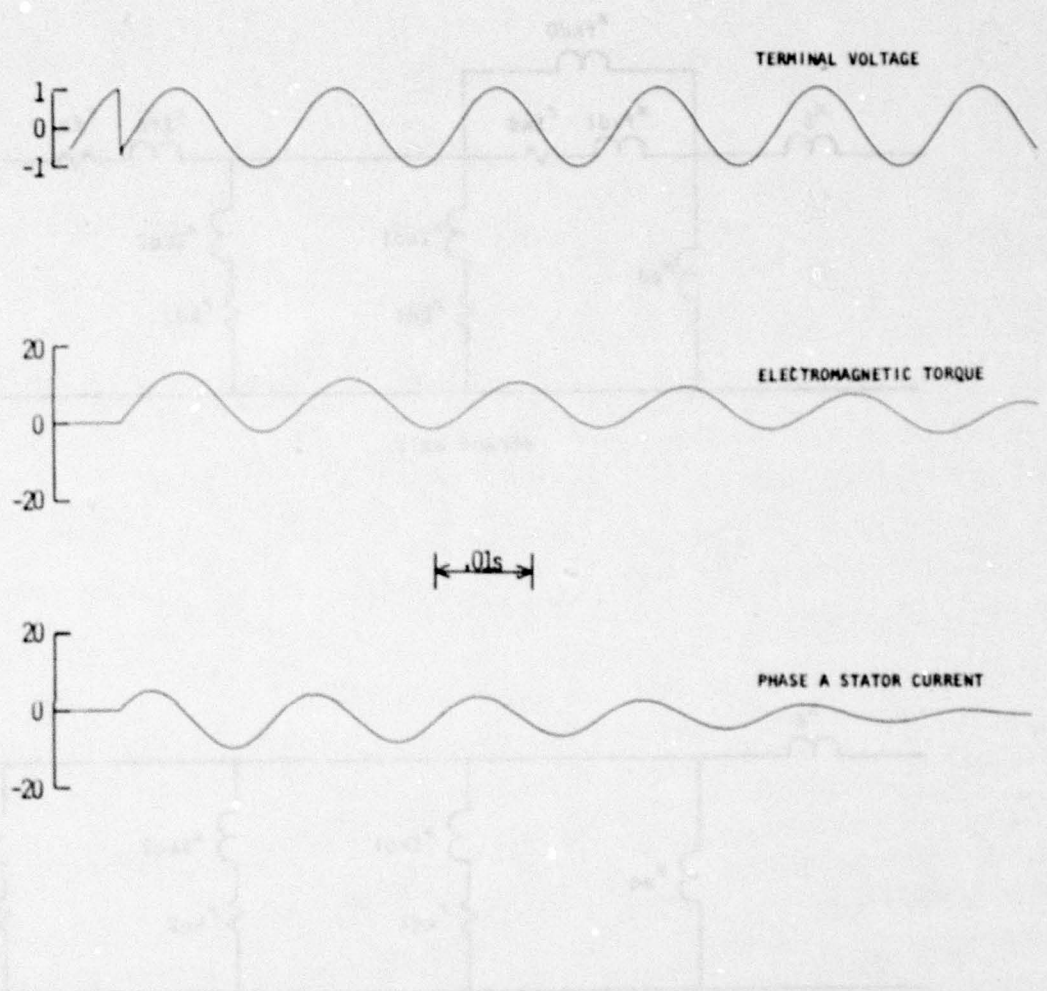 TERMINAL VOLTAGE
1
0
-1
20
ELECTROMAGNETIC TORQUE
0
-20
.01s
20
PHASE A STATOR CURRENT
0
-20